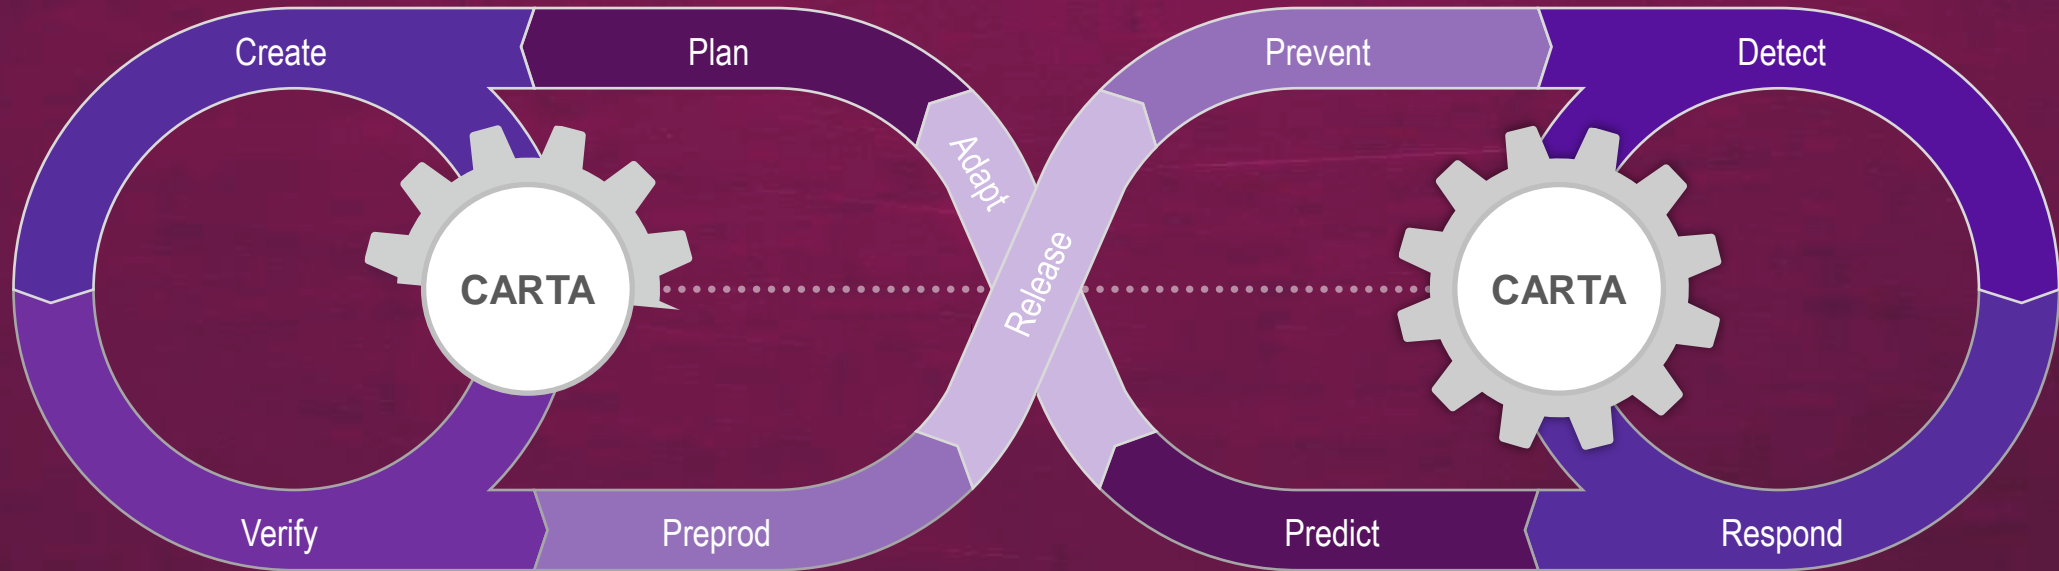 Create
Plan
Prevent
Detect
Adapt
Release
CARTA
CARTA
Verify
Preprod
Predict
Respond